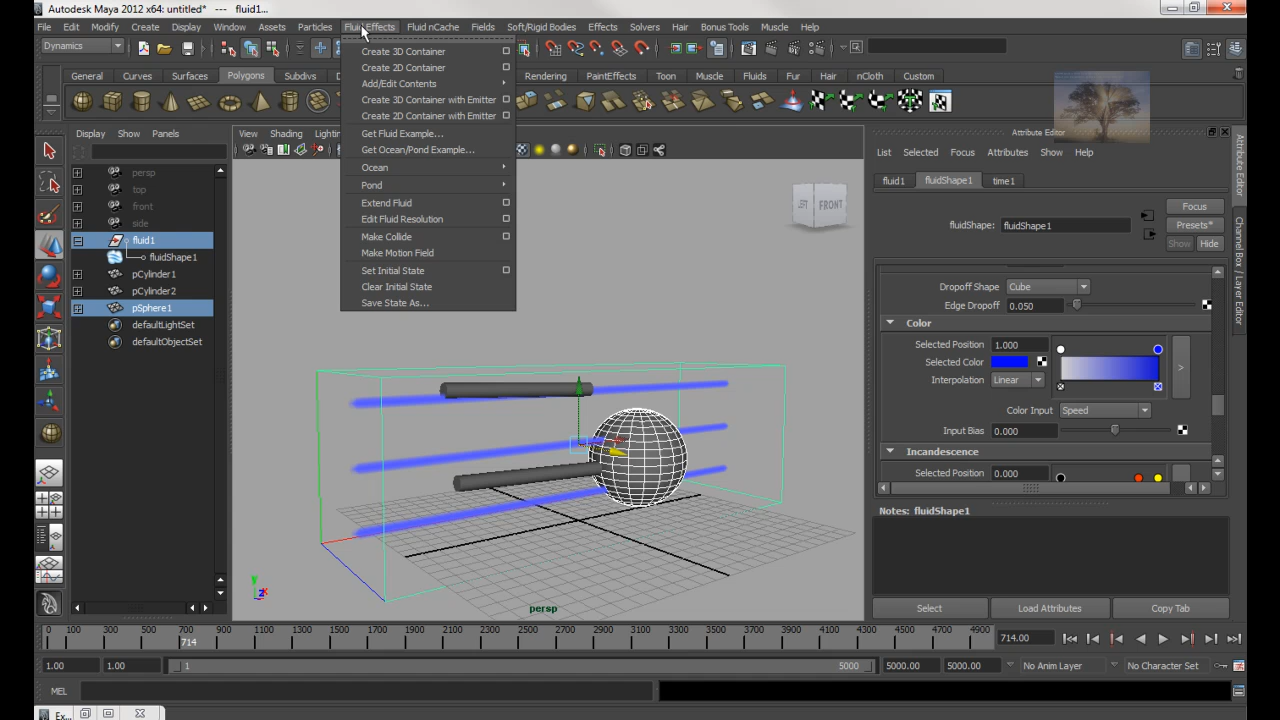 Autodesk Maya 2012 x64: untitled* --- fluid1...
File Edit Modify Create Display Window Assets Animate Particles Fluid Effects Fluid nCache Fields Soft/Rigid Bodies Effects Solvers Hair Bonus Tools Muscle Help
Dynamics
General Curves Surfaces Polygons Subdivs Rendering PaintEffects Toon Muscle Fluids Fur Hair nCloth Custom
Create 3D Container
Create 2D Container
Add/Edit Contents
Create 3D Container with Emitter
Create 2D Container with Emitter
Get Fluid Example...
Get Ocean/Pond Example...
Ocean
Pond
Extend Fluid
Edit Fluid Resolution
Make Collide
Make Motion Field
Set Initial State
Clear Initial State
Save State As...
Display Show Panels
persp
top
front
side
fluid1
fluidShape1
pCylinder1
pCylinder2
pSphere1
defaultLightSet
defaultObjectSet
View Shading Lighting
LEFT FRONT
persp
y
z
x
Attribute Editor
List Selected Focus Attributes Show Help
fluid1 fluidShape1 time1
Focus
fluidShape: fluidShape1 Presets*
Show Hide
Dropoff Shape Cube
Edge Dropoff 0.050
Color
Selected Position 1.000
Selected Color
Interpolation Linear
>
Color Input Speed
Input Bias 0.000
Incandescence
Selected Position 0.000
Notes: fluidShape1
Select Load Attributes Copy Tab
Attribute Editor
Channel Box / Layer Editor
0 100 300 500 700 900 1100 1300 1500 1700 1900 2100 2300 2500 2700 2900 3100 3300 3500 3700 3900 4100 4300 4500 4700 4900
714
714.00
1.00 1.00 1 5000 5000.00 5000.00 No Anim Layer No Character Set
MEL
Ex...